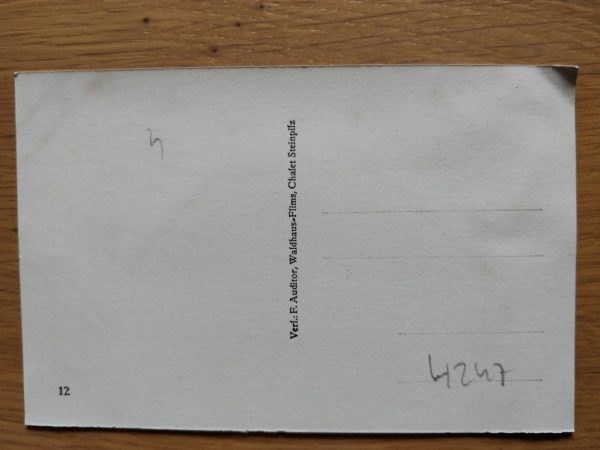 Verl.: F. Auditor, Waldhaus=Flims, Chalet Steinpilz
12
4247